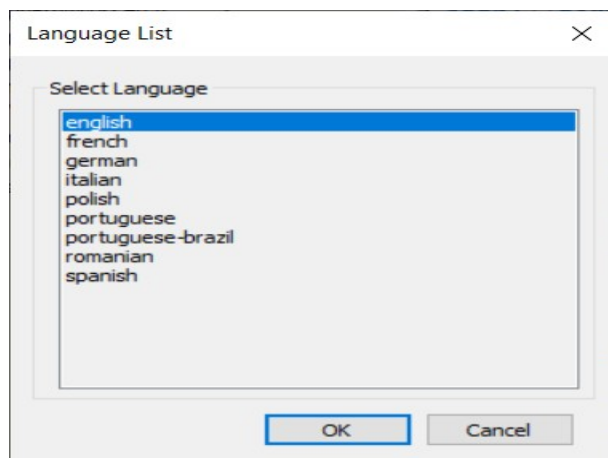 Language List
Select Language
english
french
german
italian
polish
portuguese
portuguese-brazil
romanian
spanish
OK Cancel